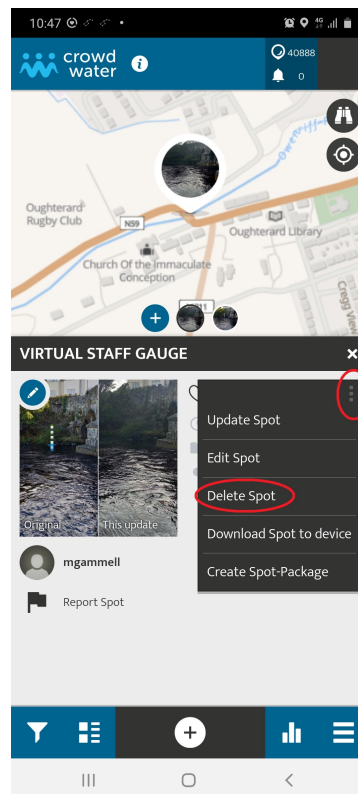 10:47
4G
crowd
water
i
40888
0
Oughterard
Rugby Club
N59
Oughterard Library
Church Of the Immaculate
Conception
VIRTUAL STAFF GAUGE
Update Spot
Edit Spot
Delete Spot
Download Spot to device
Create Spot-Package
Original
This update
mgammell
Report Spot